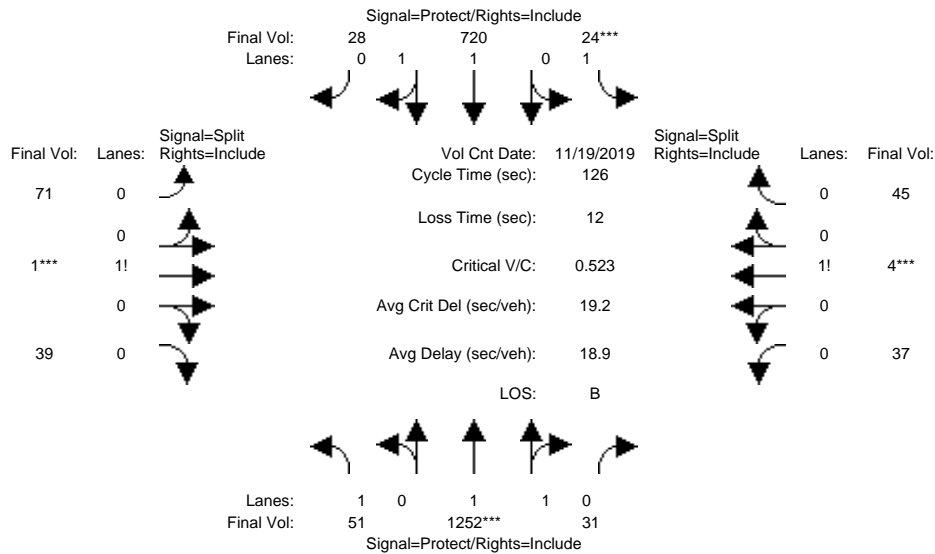 Signal=Protect/Rights=Include
Final Vol: 28 720 24***
Lanes: 0 1 1 0 1
Signal=Split
Final Vol: Lanes: Rights=Include
Vol Cnt Date: 11/19/2019
Signal=Split
Rights=Include Lanes: Final Vol:
Cycle Time (sec): 126
71 0
0 45
Loss Time (sec): 12
0
0
1*** 1!
Critical V/C: 0.523
1! 4***
0
Avg Crit Del (sec/veh): 19.2
0
39 0
Avg Delay (sec/veh): 18.9
0 37
LOS: B
Lanes: 1 0 1 1 0
Final Vol: 51 1252*** 31
Signal=Protect/Rights=Include